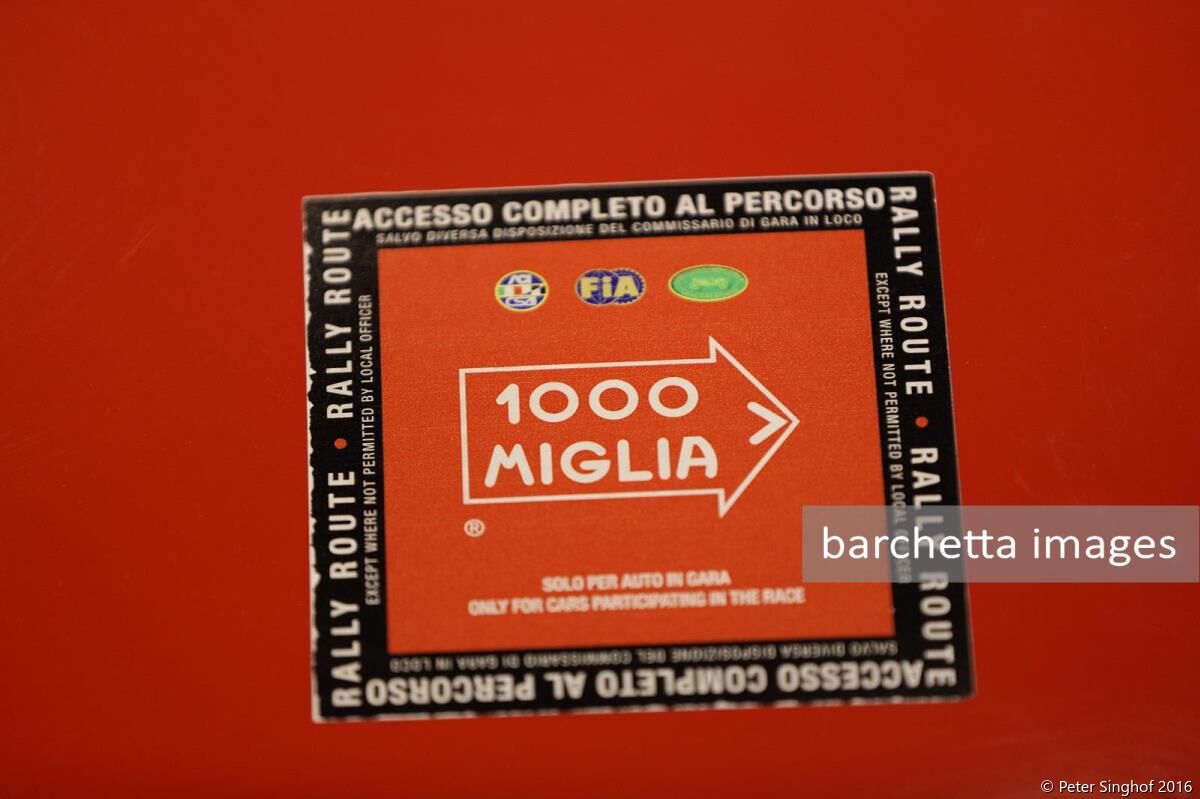 ACCESSO COMPLETO AL PERCORSO
SALVO DIVERSA DISPOSIZIONE DEL COMMISSARIO DI GARA IN LOCO
RALLY ROUTE • RALLY ROUTE
EXCEPT WHERE NOT PERMITTED BY LOCAL OFFICER
RALLY ROUTE • RALLY ROUTE
EXCEPT WHERE NOT PERMITTED BY LOCAL OFFICER
ACI
CSAI
FIA
1000
MIGLIA
®
SOLO PER AUTO IN GARA
ONLY FOR CARS PARTICIPATING IN THE RACE
SALVO DIVERSA DISPOSIZIONE DEL COMMISSARIO DI GARA IN LOCO
ACCESSO COMPLETO AL PERCORSO
barchetta images
© Peter Singhof 2016